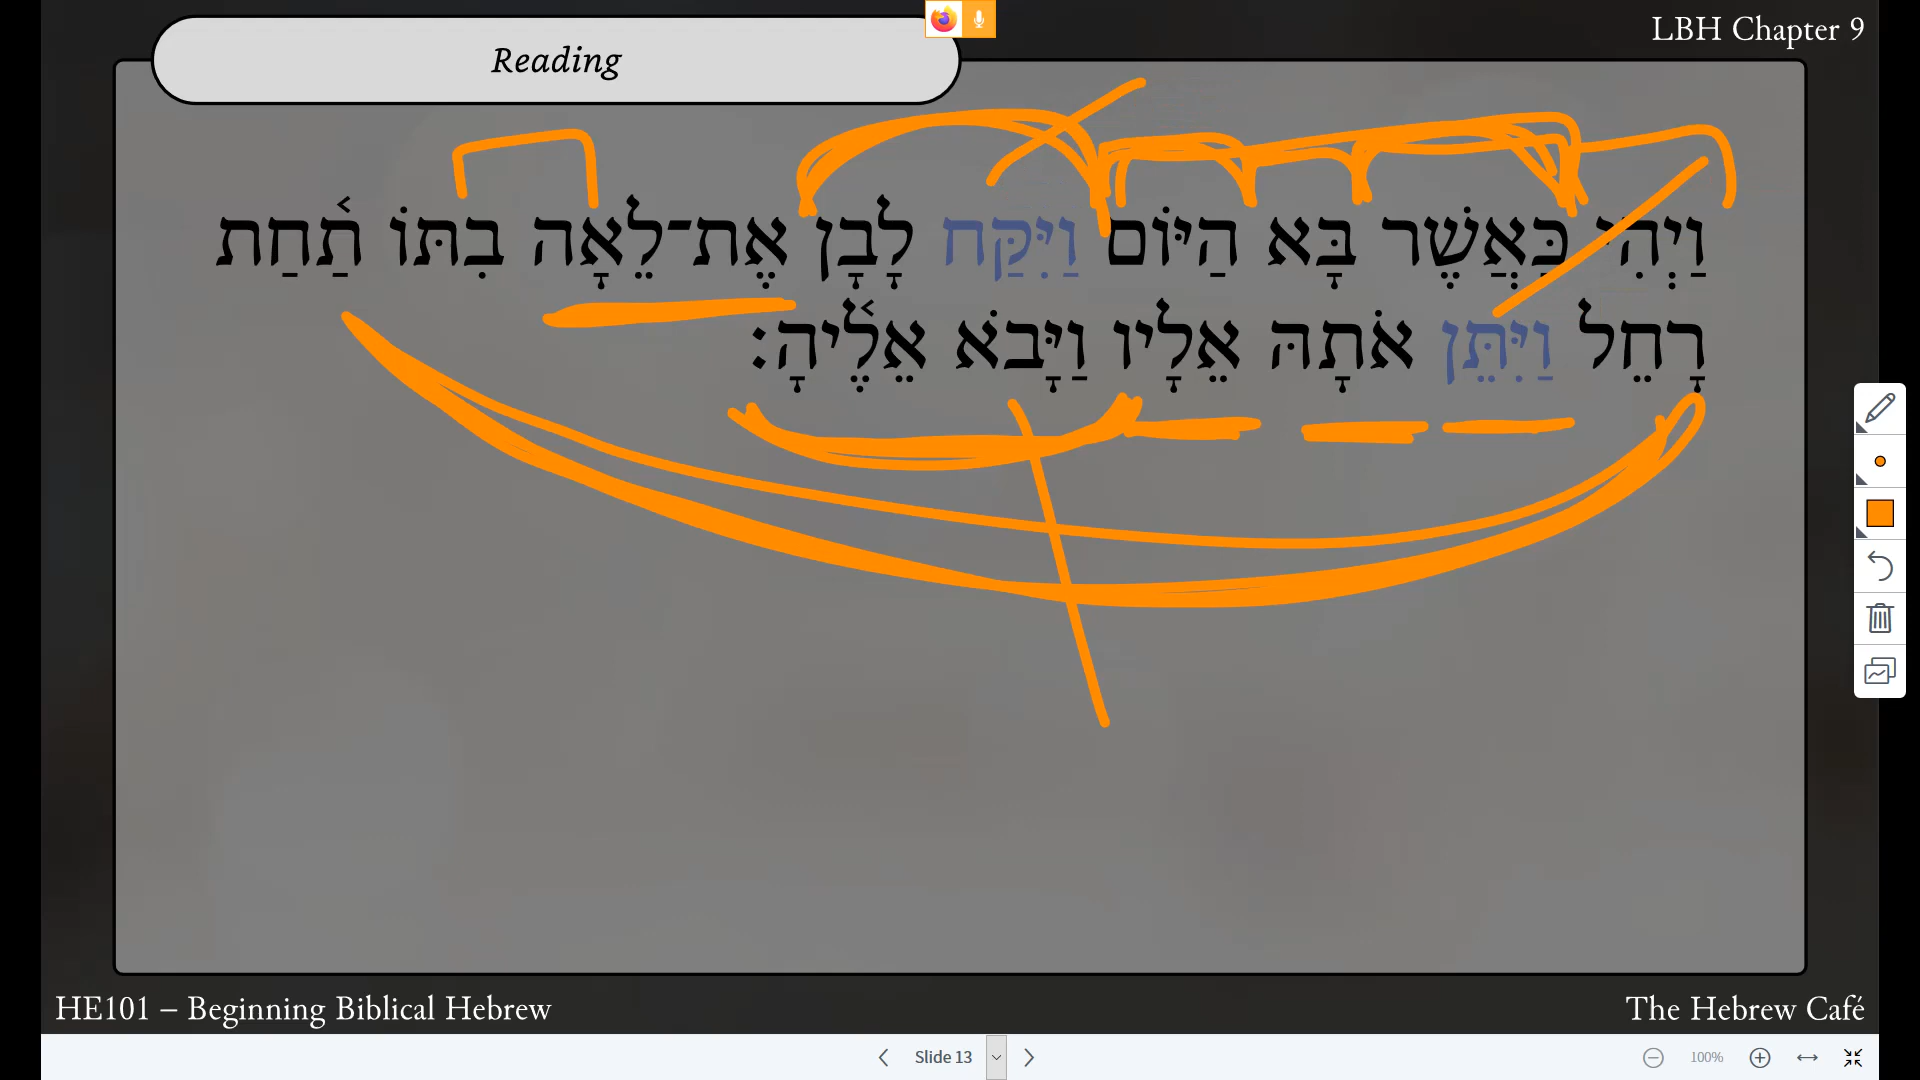 LBH Chapter 9
Reading
וַיְהִי כַּאֲשֶׁר בָּא הַיּוֹם וַיִּקַּח לָבָן אֶת־לֵאָה בִתּוֹ תַּ֫חַת
רָחֵל וַיִּתֵּן אֹתָהּ אֵלָיו וַיָּבֹא אֵלֶ֫יהָ׃
HE101 – Beginning Biblical Hebrew
The Hebrew Café
Slide 13
100%